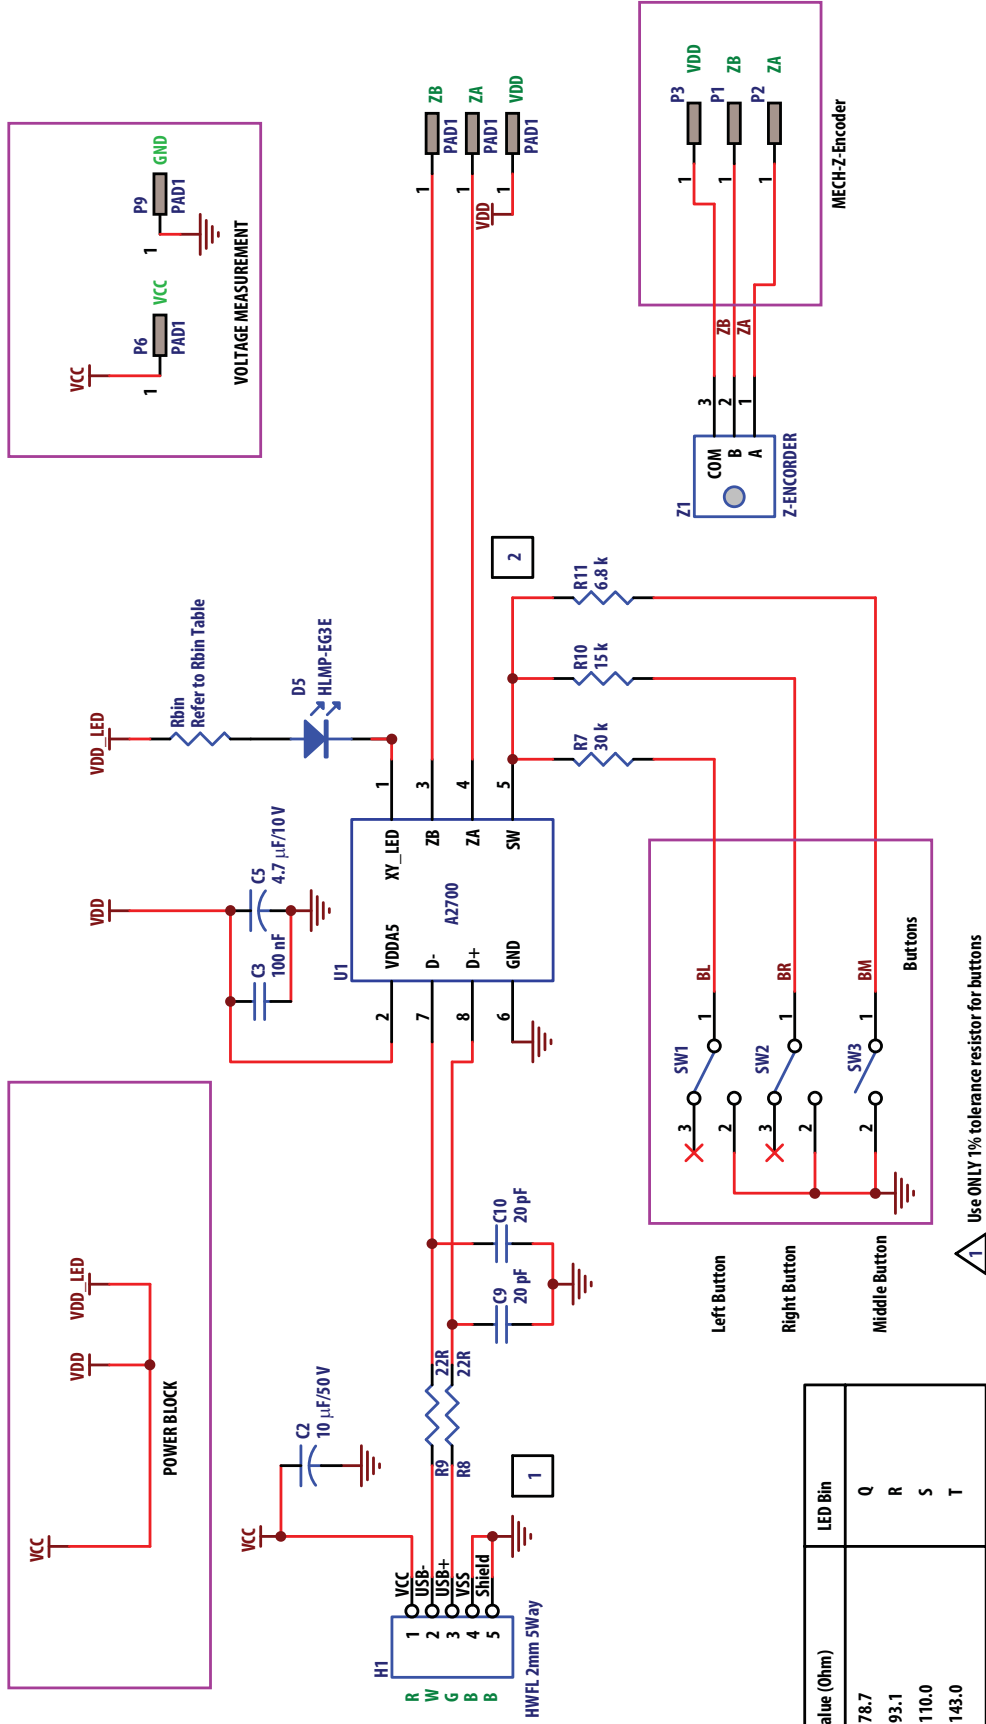 VCC
VDD
VDD_LED
POWER BLOCK
VCC
P6
PAD1
VCC
1
P9
PAD1
GND
1
VOLTAGE MEASUREMENT
VCC
C2
10 µF/50 V
H1
R
W
G
B
B
1
2
3
4
5
VCC
USB-
USB+
VSS
Shield
HWFL 2mm 5Way
1
R9
22R
R8
22R
C9
20 pF
C10
20 pF
VDD
C3
100 nF
C5
4.7 µF/10 V
U1
2
7
8
6
VDDA5
D-
D+
GND
A2700
XY_LED
ZB
ZA
SW
1
3
4
5
VDD_LED
Rbin
Refer to Rbin Table
D5
HLMP-EG3E
1
PAD1
ZB
1
PAD1
ZA
VDD
1
PAD1
VDD
2
R7
30 k
R10
15 k
R11
6.8 k
Left Button
Right Button
Middle Button
SW1
3
2
1
BL
SW2
3
2
1
BR
SW3
2
1
BM
Buttons
Z1
COM
B
A
3
2
1
Z-ENCORDER
ZB
ZA
1
P3
VDD
1
P1
ZB
1
P2
ZA
MECH-Z-Encoder
alue (Ohm)
LED Bin
78.7
Q
93.1
R
110.0
S
143.0
T
1
Use ONLY 1% tolerance resistor for buttons